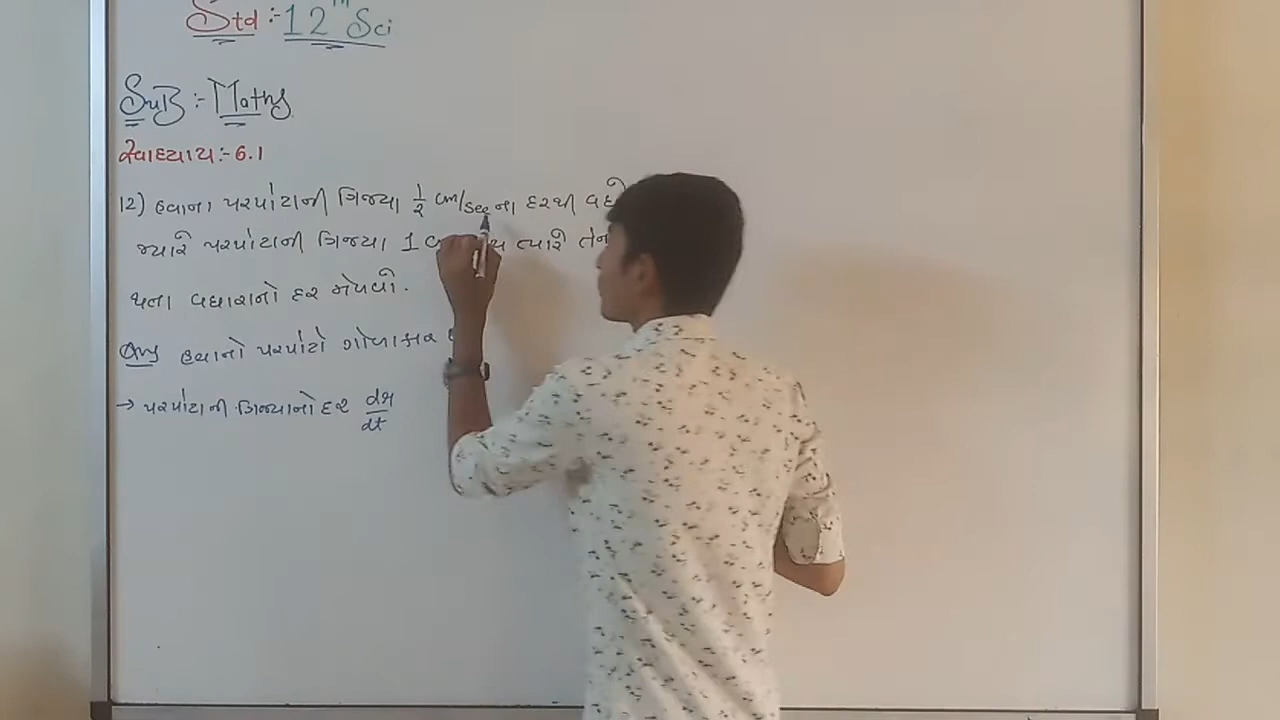 Std :- 12th Sci
Sub :- Maths
સ્વાધ્યાય :- 6.1
12) હવાના પરપોટાની ત્રિજ્યા 1/2 cm/sec ના દરથી
જ્યારે પરપોટાની ત્રિજ્યા 1 ત્યારે
થતા વધારાનો દર મેળવો.
Ans હવાનો પરપોટો ગોળાકાર
→ પરપોટાની ત્રિજ્યાનો દર dr/dt